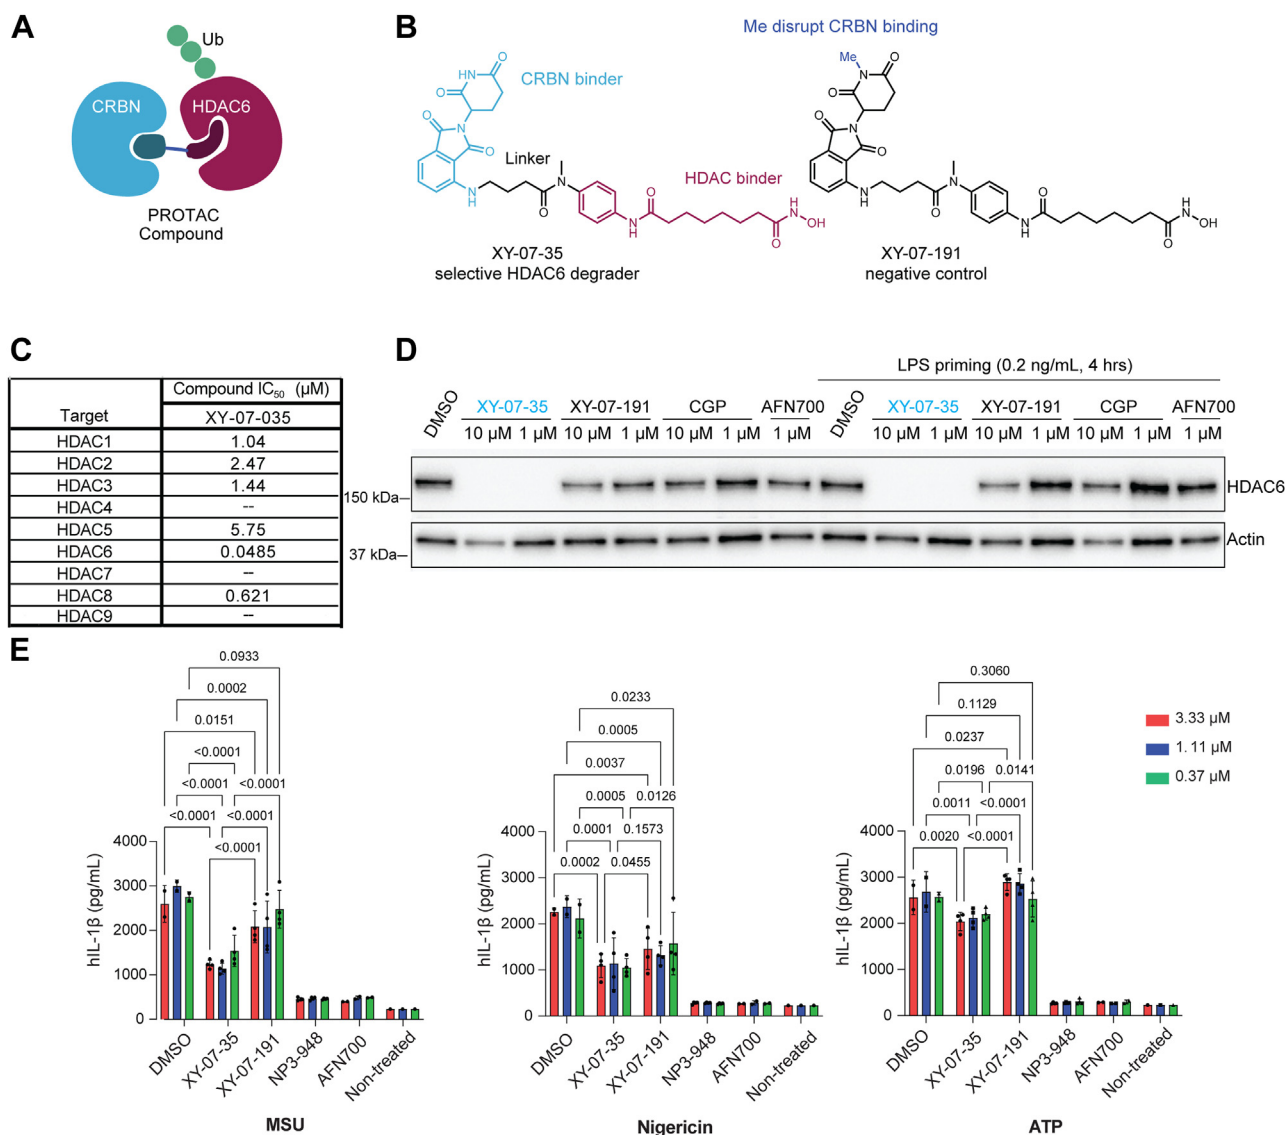 A
Ub
CRBN
HDAC6
PROTAC
Compound
B
Me disrupt CRBN binding
O
HN
O
CRBN binder
O
N
O
N
H
Linker
O
N
HDAC binder
N
H
O
O
H
N
OH
XY-07-35
selective HDAC6 degrader
Me
N
O
O
O
N
O
N
H
O
N
N
H
O
O
H
N
OH
XY-07-191
negative control
C
Compound IC50 (µM)
Target XY-07-035
HDAC1 1.04
HDAC2 2.47
HDAC3 1.44
HDAC4 --
HDAC5 5.75
HDAC6 0.0485
HDAC7 --
HDAC8 0.621
HDAC9 --
D
LPS priming (0.2 ng/mL, 4 hrs)
DMSO XY-07-35 XY-07-191 CGP AFN700 DMSO XY-07-35 XY-07-191 CGP AFN700
10 µM 1 µM 10 µM 1 µM 10 µM 1 µM 1 µM 10 µM 1 µM 10 µM 1 µM 10 µM 1 µM 1 µM
150 kDa HDAC6
37 kDa Actin
E
0.0933
0.0002
0.0151
<0.0001
<0.0001 <0.0001
<0.0001 <0.0001
<0.0001
hIL-1β (pg/mL)
4000
3000
2000
1000
0
DMSO XY-07-35 XY-07-191 NP3-948 AFN700 Non-treated
MSU
0.0233
0.0005
0.0037
0.0005 0.0126
0.0001 0.1573
0.0002 0.0455
hIL-1β (pg/mL)
4000
3000
2000
1000
0
DMSO XY-07-35 XY-07-191 NP3-948 AFN700 Non-treated
Nigericin
0.3060
0.1129
0.0237
0.0196 0.0141
0.0011 <0.0001
0.0020 <0.0001
hIL-1β (pg/mL)
4000
3000
2000
1000
0
DMSO XY-07-35 XY-07-191 NP3-948 AFN700 Non-treated
ATP
3.33 µM
1.11 µM
0.37 µM